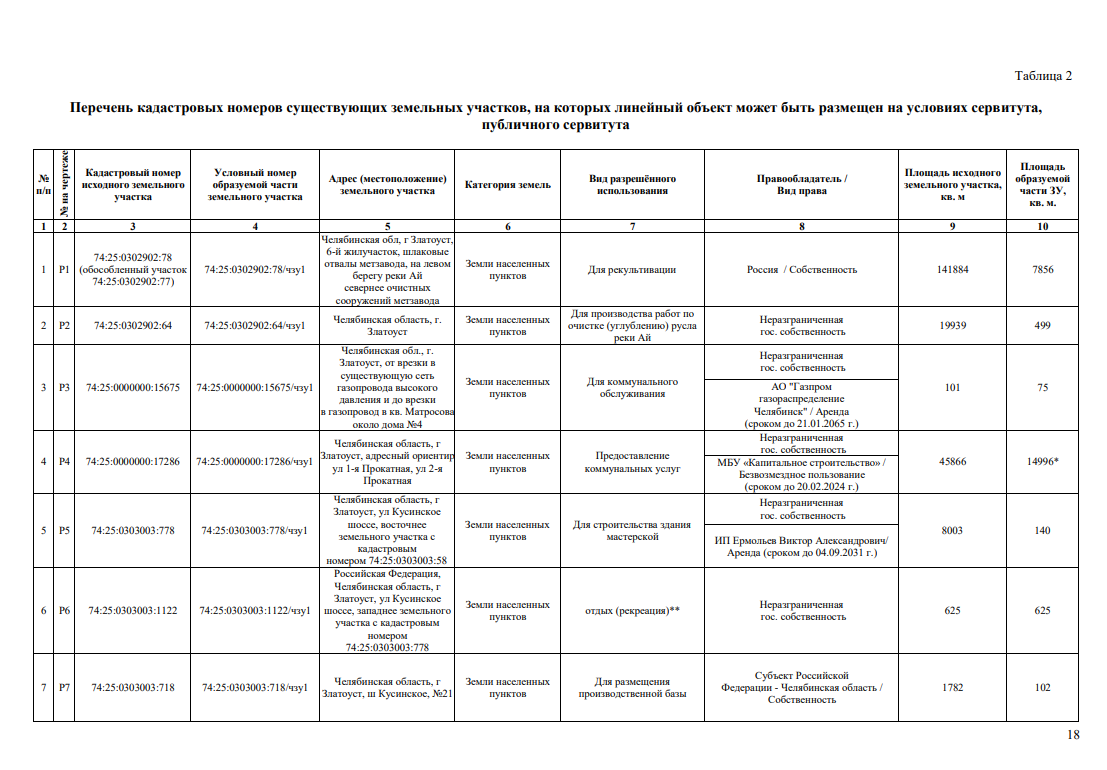 Таблица 2
Перечень кадастровых номеров существующих земельных участков, на которых линейный объект может быть размещен на условиях сервитута,
публичного сервитута
№
п/п
№ на чертеже
Кадастровый номер
исходного земельного
участка
Условный номер
образуемой части
земельного участка
Адрес (местоположение)
земельного участка
Категория земель
Вид разрешённого
использования
Правообладатель /
Вид права
Площадь исходного
земельного участка,
кв. м
Площадь
образуемой
части ЗУ,
кв. м.
1 2 3 4 5 6 7 8 9 10
1
Р1
74:25:0302902:78
(обособленный участок
74:25:0302902:77)
74:25:0302902:78/чзу1
Челябинская обл, г Златоуст,
6-й жилучасток, шлаковые
отвалы метзавода, на левом
берегу реки Ай
севернее очистных
сооружений метзавода
Земли населенных
пунктов
Для рекультивации
Россия / Собственность
141884
7856
2
Р2
74:25:0302902:64
74:25:0302902:64/чзу1
Челябинская область, г.
Златоуст
Земли населенных
пунктов
Для производства работ по
очистке (углублению) русла
реки Ай
Неразграниченная
гос. собственность
19939
499
3
Р3
74:25:0000000:15675
74:25:0000000:15675/чзу1
Челябинская обл., г.
Златоуст, от врезки в
существующую сеть
газопровода высокого
давления и до врезки
в газопровод в кв. Матросова
около дома №4
Земли населенных
пунктов
Для коммунального
обслуживания
Неразграниченная
гос. собственность
АО "Газпром
газораспределение
Челябинск" / Аренда
(сроком до 21.01.2065 г.)
101
75
4
Р4
74:25:0000000:17286
74:25:0000000:17286/чзу1
Челябинская область, г
Златоуст, адресный ориентир
ул 1-я Прокатная, ул 2-я
Прокатная
Земли населенных
пунктов
Предоставление
коммунальных услуг
Неразграниченная
гос. собственность
МБУ «Капитальное строительство» /
Безвозмездное пользование
(сроком до 20.02.2024 г.)
45866
14996*
5
Р5
74:25:0303003:778
74:25:0303003:778/чзу1
Челябинская область, г
Златоуст, ул Кусинское
шоссе, восточнее
земельного участка с
кадастровым
номером 74:25:0303003:58
Земли населенных
пунктов
Для строительства здания
мастерской
Неразграниченная
гос. собственность
ИП Ермольев Виктор Александрович/
Аренда (сроком до 04.09.2031 г.)
8003
140
6
Р6
74:25:0303003:1122
74:25:0303003:1122/чзу1
Российская Федерация,
Челябинская область, г
Златоуст, ул Кусинское
шоссе, западнее земельного
участка с кадастровым
номером
74:25:0303003:778
Земли населенных
пунктов
отдых (рекреация)**
Неразграниченная
гос. собственность
625
625
7
Р7
74:25:0303003:718
74:25:0303003:718/чзу1
Челябинская область, г
Златоуст, ш Кусинское, №21
Земли населенных
пунктов
Для размещения
производственной базы
Субъект Российской
Федерации - Челябинская область /
Собственность
1782
102
18